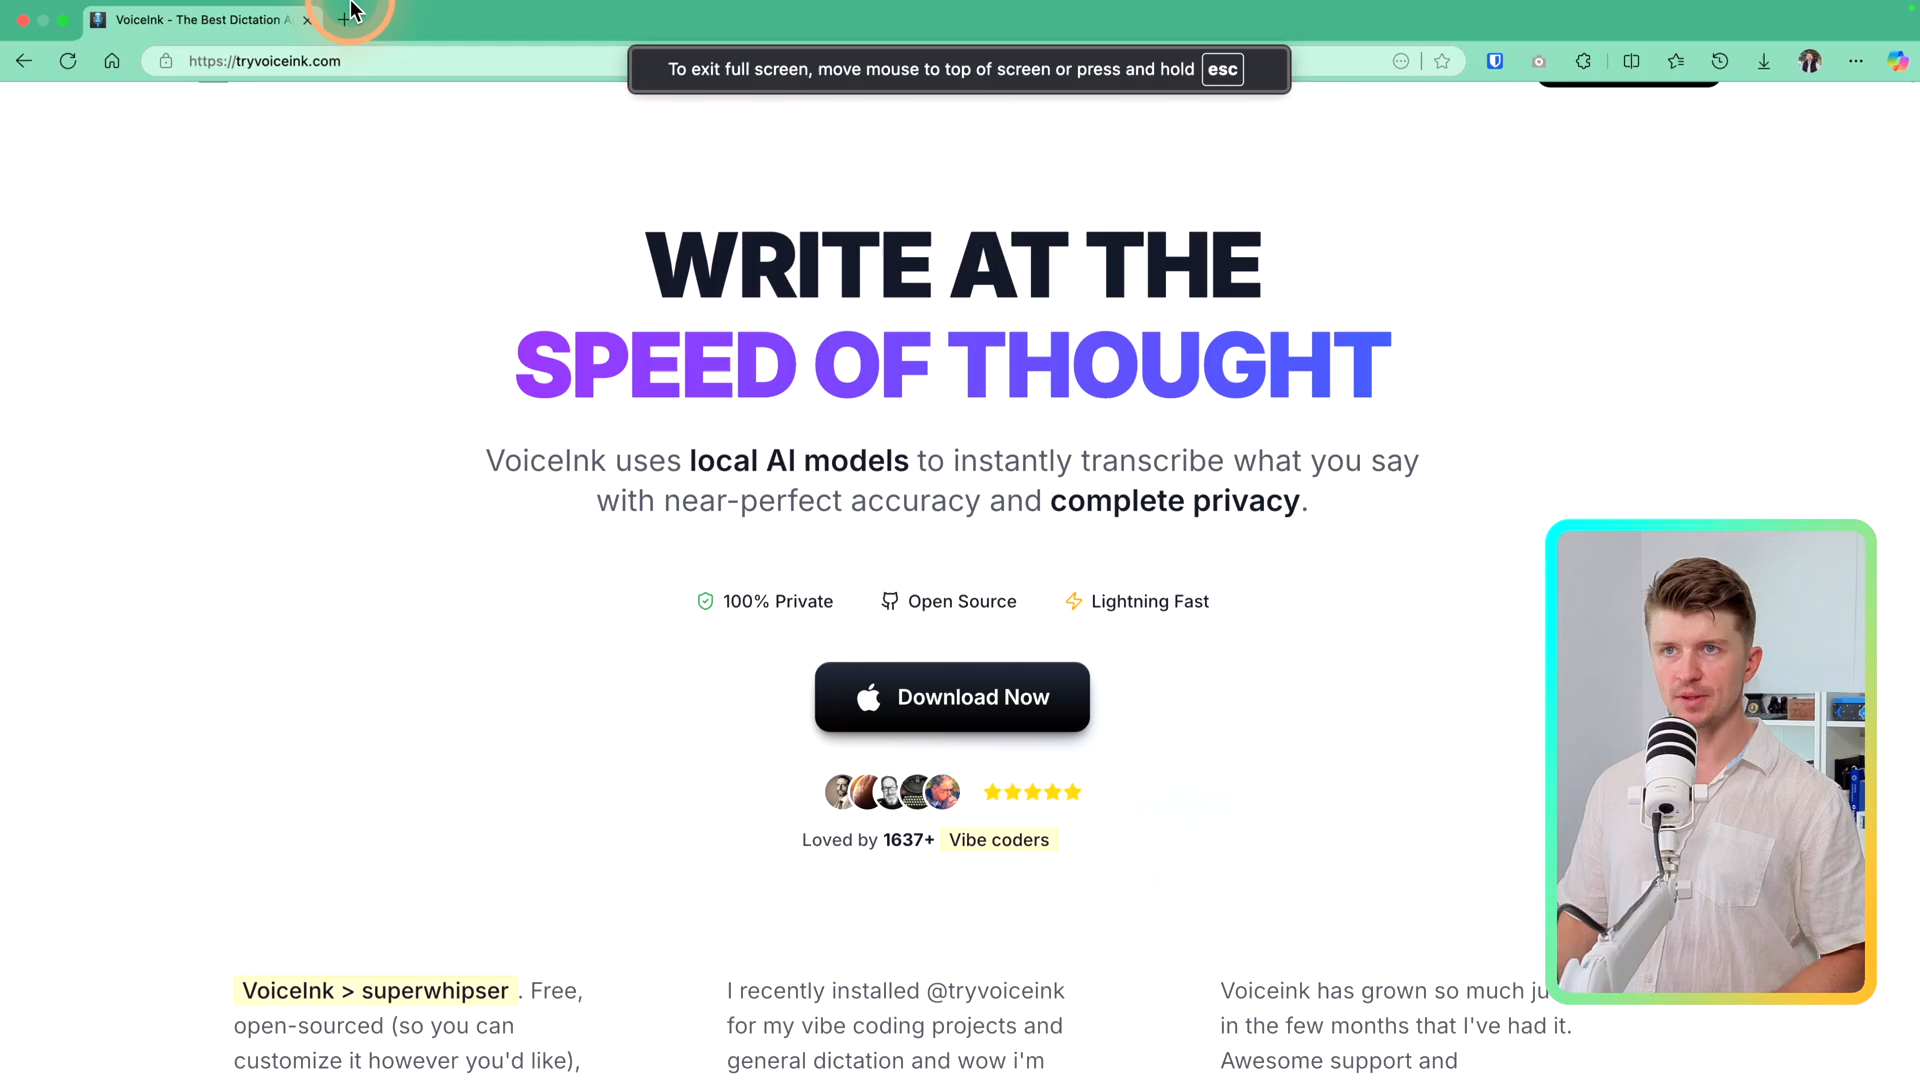 VoiceInk - The Best Dictation A
https://tryvoiceink.com
To exit full screen, move mouse to top of screen or press and hold esc
WRITE AT THE
SPEED OF THOUGHT
VoiceInk uses local AI models to instantly transcribe what you say
with near-perfect accuracy and complete privacy.
100% Private
Open Source
Lightning Fast
Download Now
Loved by 1637+ Vibe coders
VoiceInk > superwhipser . Free,
open-sourced (so you can
customize it however you'd like),
I recently installed @tryvoiceink
for my vibe coding projects and
general dictation and wow i'm
Voiceink has grown so much ju
in the few months that I've had it.
Awesome support and